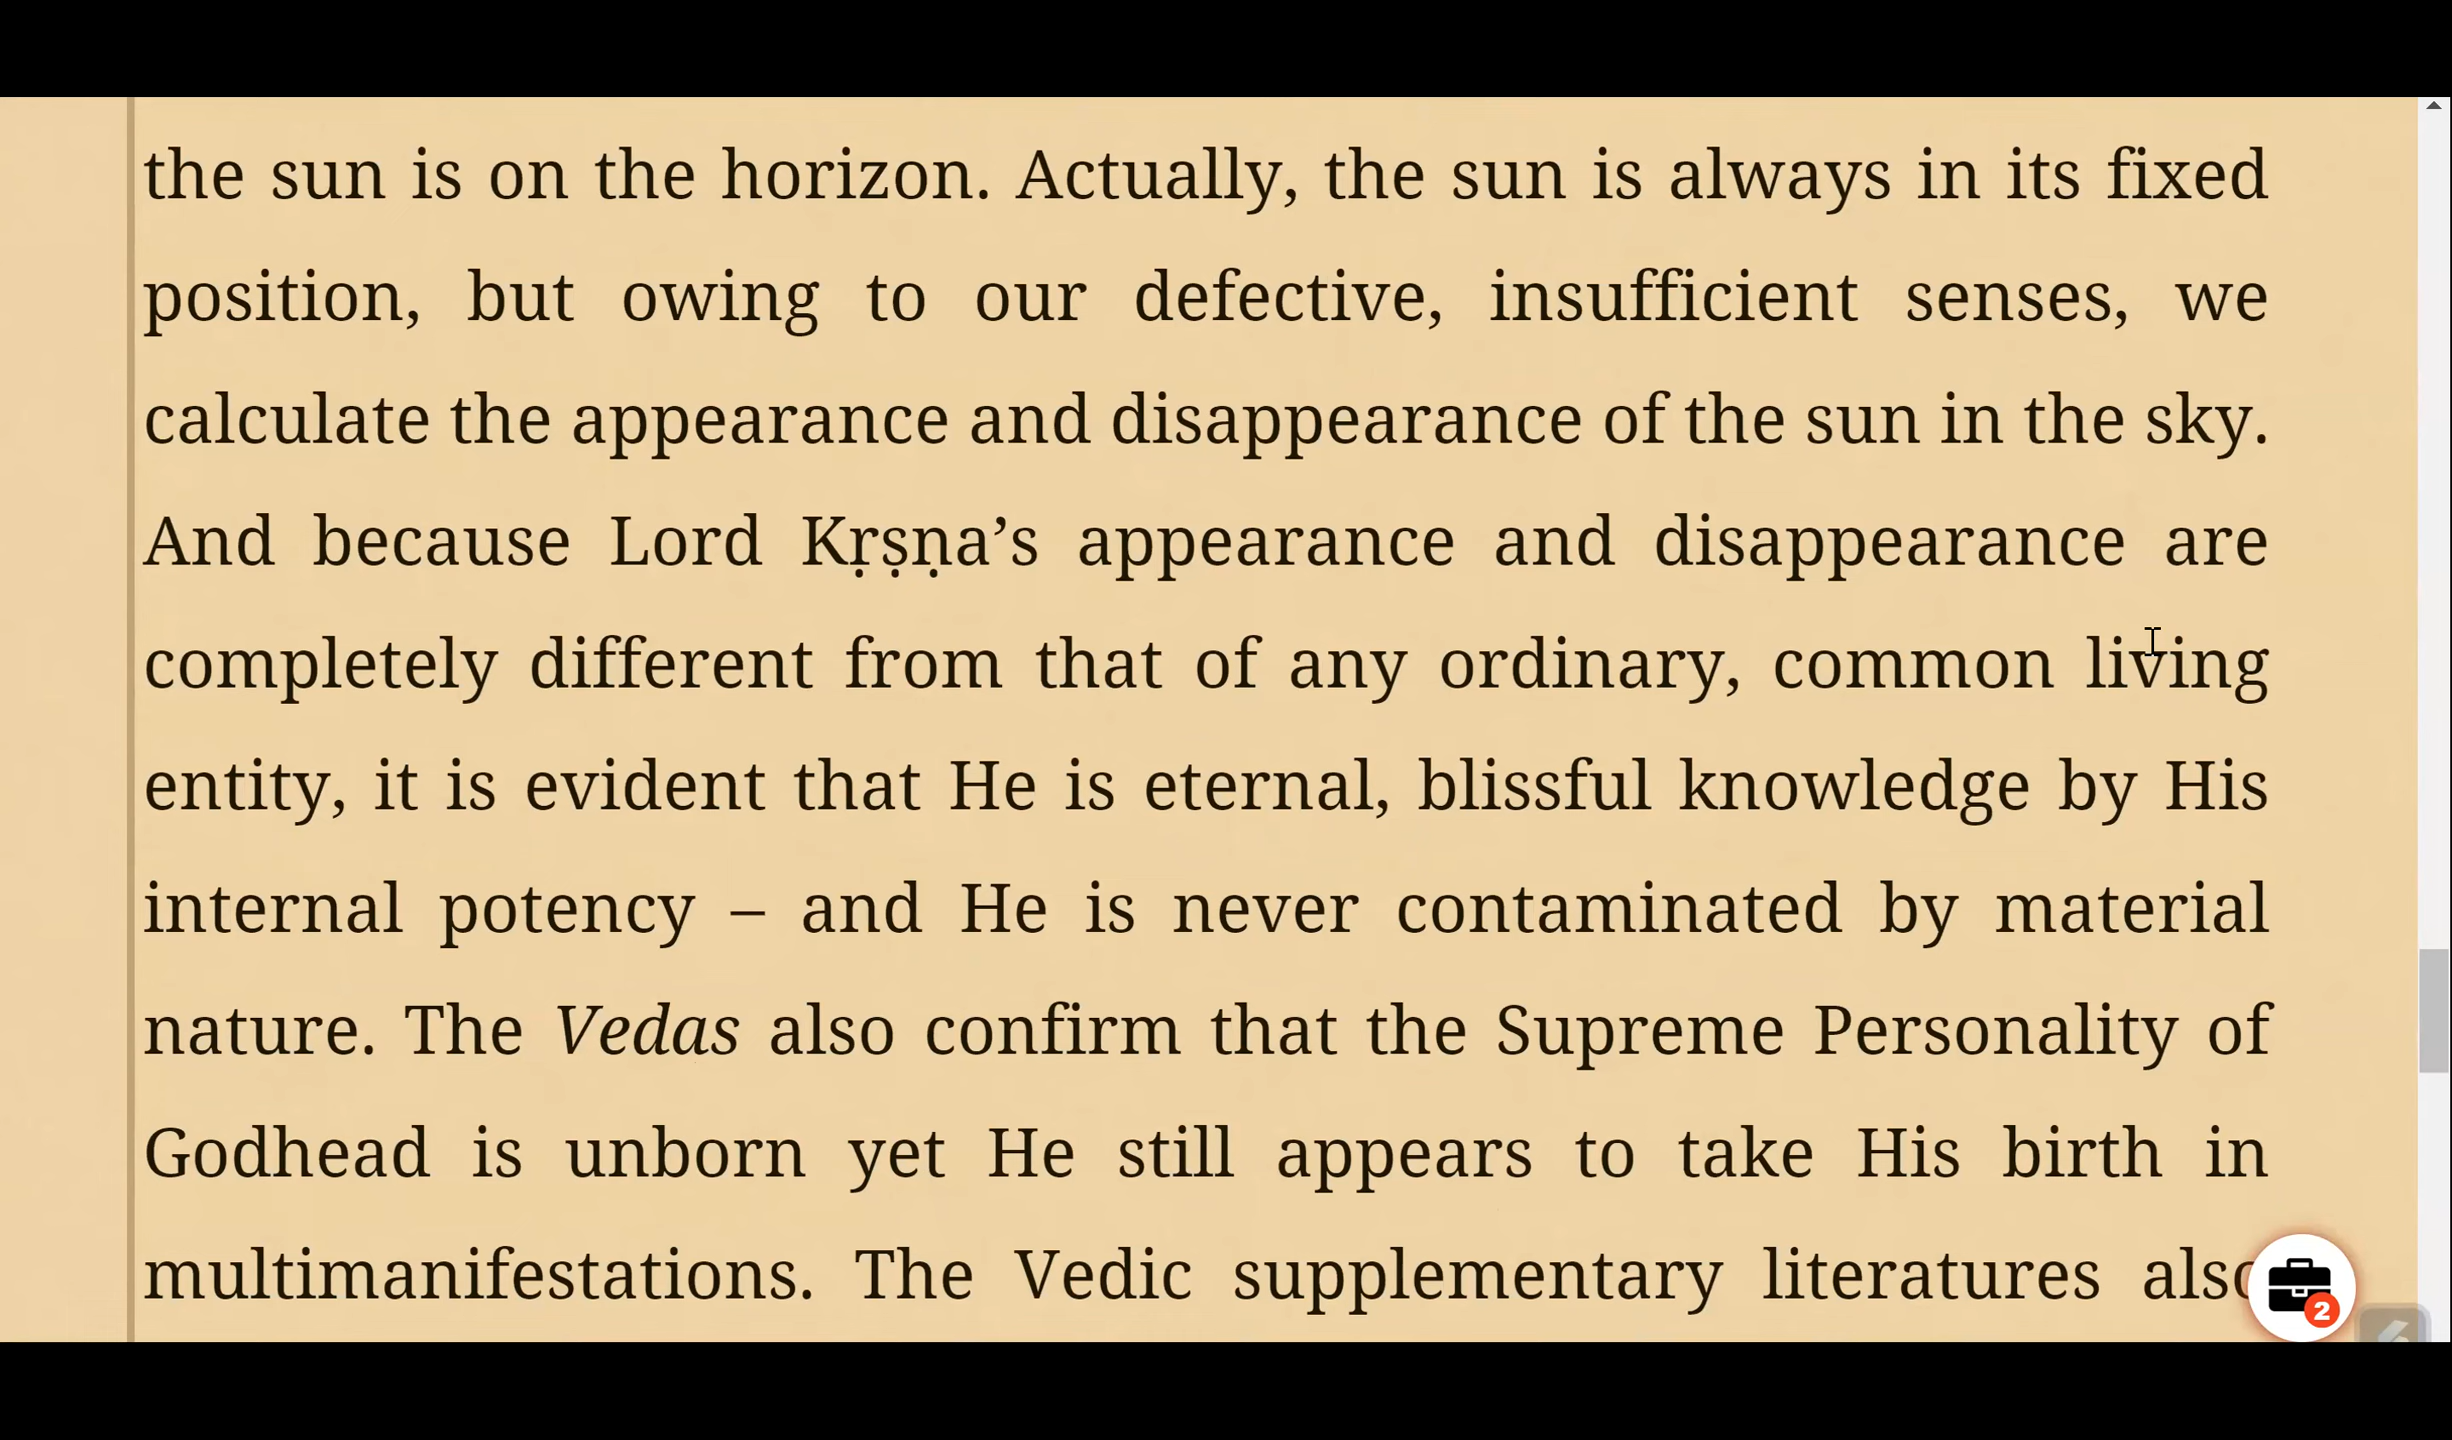 the sun is on the horizon. Actually, the sun is always in its fixed
position, but owing to our defective, insufficient senses, we
calculate the appearance and disappearance of the sun in the sky.
And because Lord Kṛṣṇa’s appearance and disappearance are
completely different from that of any ordinary, common living
entity, it is evident that He is eternal, blissful knowledge by His
internal potency – and He is never contaminated by material
nature. The Vedas also confirm that the Supreme Personality of
Godhead is unborn yet He still appears to take His birth in
multimanifestations. The Vedic supplementary literatures also
2